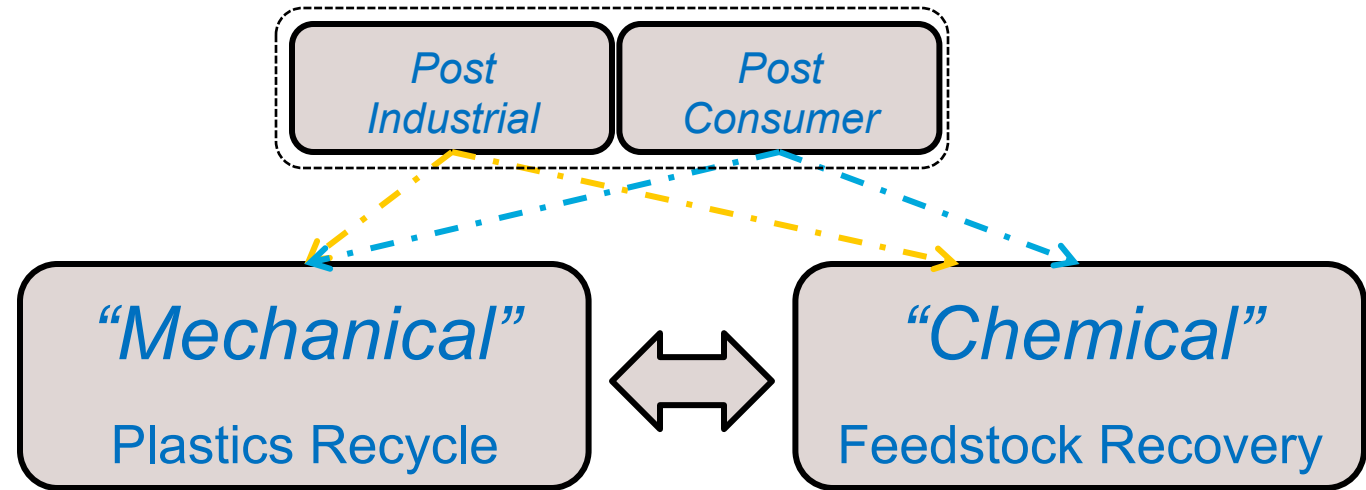 Post
Industrial
Post
Consumer
“Mechanical”
Plastics Recycle
“Chemical”
Feedstock Recovery